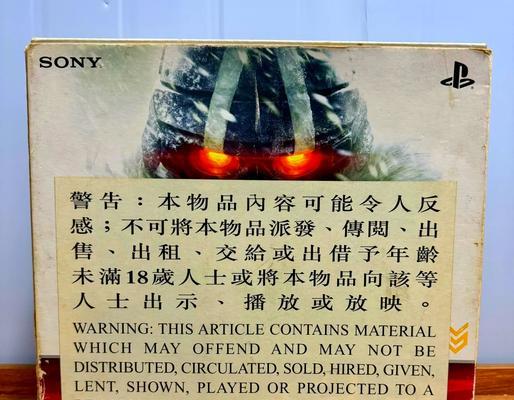 SONY
警告：本物品內容可能令人反
感；不可將本物品派發、傳閱、出
售、出租、交給或出借予年齡
未滿18歲人士或將本物品向該等
人士出示、播放或放映。
WARNING: THIS ARTICLE CONTAINS MATERIAL
WHICH MAY OFFEND AND MAY NOT BE
DISTRIBUTED, CIRCULATED, SOLD, HIRED, GIVEN,
LENT, SHOWN, PLAYED OR PROJECTED TO A